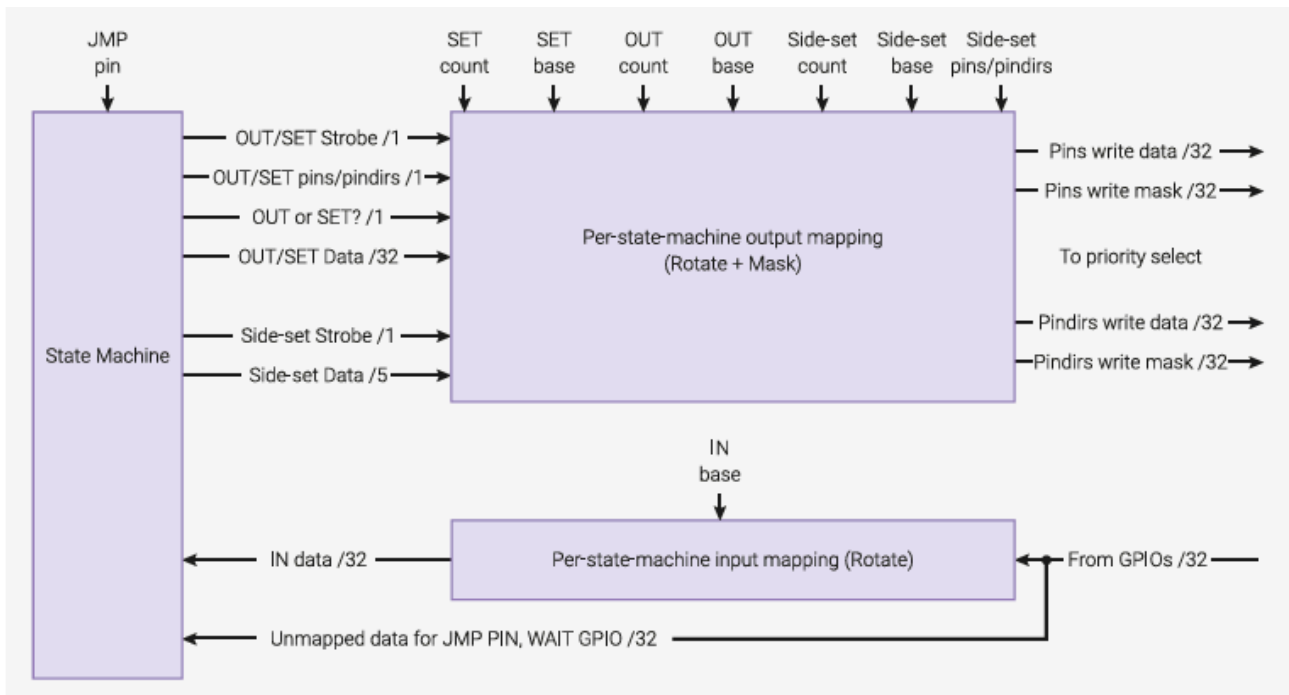 JMP
pin
SET
count
SET
base
OUT
count
OUT
base
Side-set
count
Side-set
base
Side-set
pins/pindirs
OUT/SET Strobe /1
OUT/SET pins/pindirs /1
OUT or SET? /1
OUT/SET Data /32
Side-set Strobe /1
Side-set Data /5
State Machine
Per-state-machine output mapping
(Rotate + Mask)
Pins write data /32
Pins write mask /32
To priority select
Pindirs write data /32
Pindirs write mask /32
IN
base
IN data /32
Per-state-machine input mapping (Rotate)
From GPIOs /32
Unmapped data for JMP PIN, WAIT GPIO /32